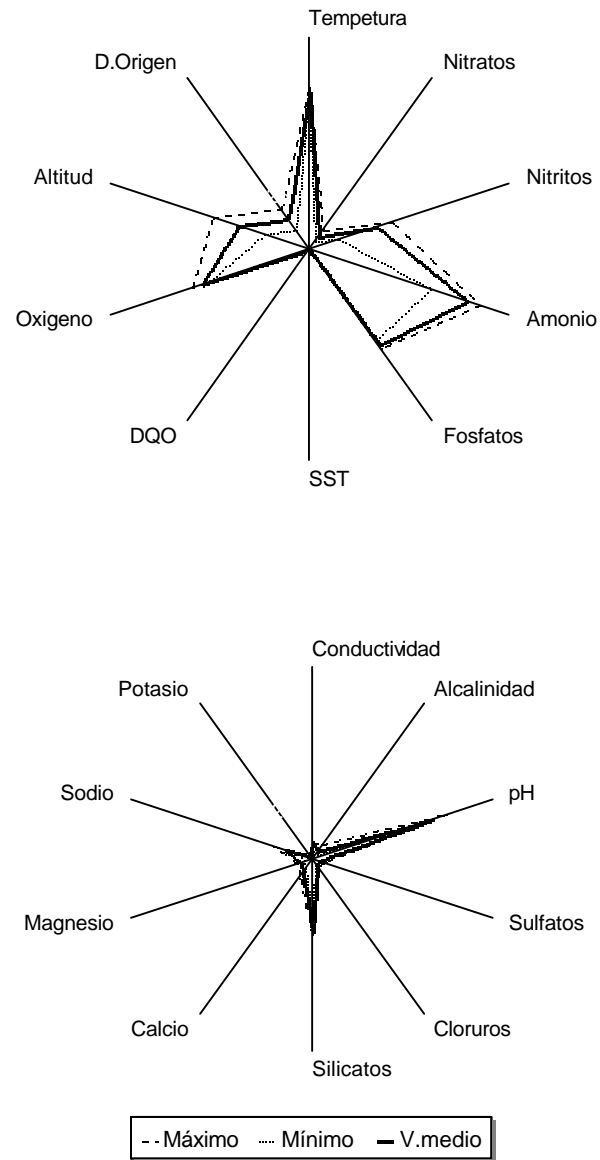 Tempetura
D.Origen
Nitratos
Altitud
Nitritos
Oxigeno
Amonio
DQO
Fosfatos
SST
Conductividad
Potasio
Alcalinidad
Sodio
pH
Magnesio
Sulfatos
Calcio
Cloruros
Silicatos
Máximo Mínimo V.medio